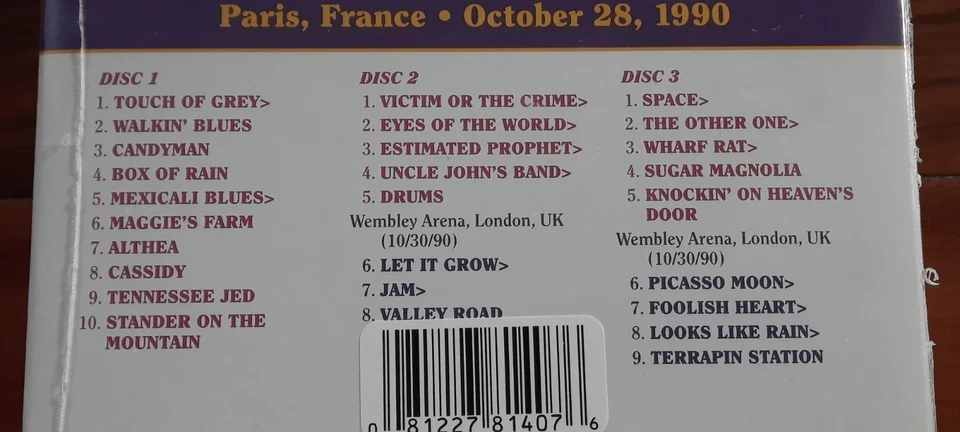 Paris, France • October 28, 1990
DISC 1
1. TOUCH OF GREY>
2. WALKIN' BLUES
3. CANDYMAN
4. BOX OF RAIN
5. MEXICALI BLUES>
6. MAGGIE'S FARM
7. ALTHEA
8. CASSIDY
9. TENNESSEE JED
10. STANDER ON THE
MOUNTAIN
DISC 2
1. VICTIM OR THE CRIME>
2. EYES OF THE WORLD>
3. ESTIMATED PROPHET>
4. UNCLE JOHN'S BAND>
5. DRUMS
Wembley Arena, London, UK
(10/30/90)
6. LET IT GROW>
7. JAM>
8. VALLEY ROAD
0 81227 81407 6
DISC 3
1. SPACE>
2. THE OTHER ONE>
3. WHARF RAT>
4. SUGAR MAGNOLIA
5. KNOCKIN' ON HEAVEN'S
DOOR
Wembley Arena, London, UK
(10/30/90)
6. PICASSO MOON>
7. FOOLISH HEART>
8. LOOKS LIKE RAIN>
9. TERRAPIN STATION